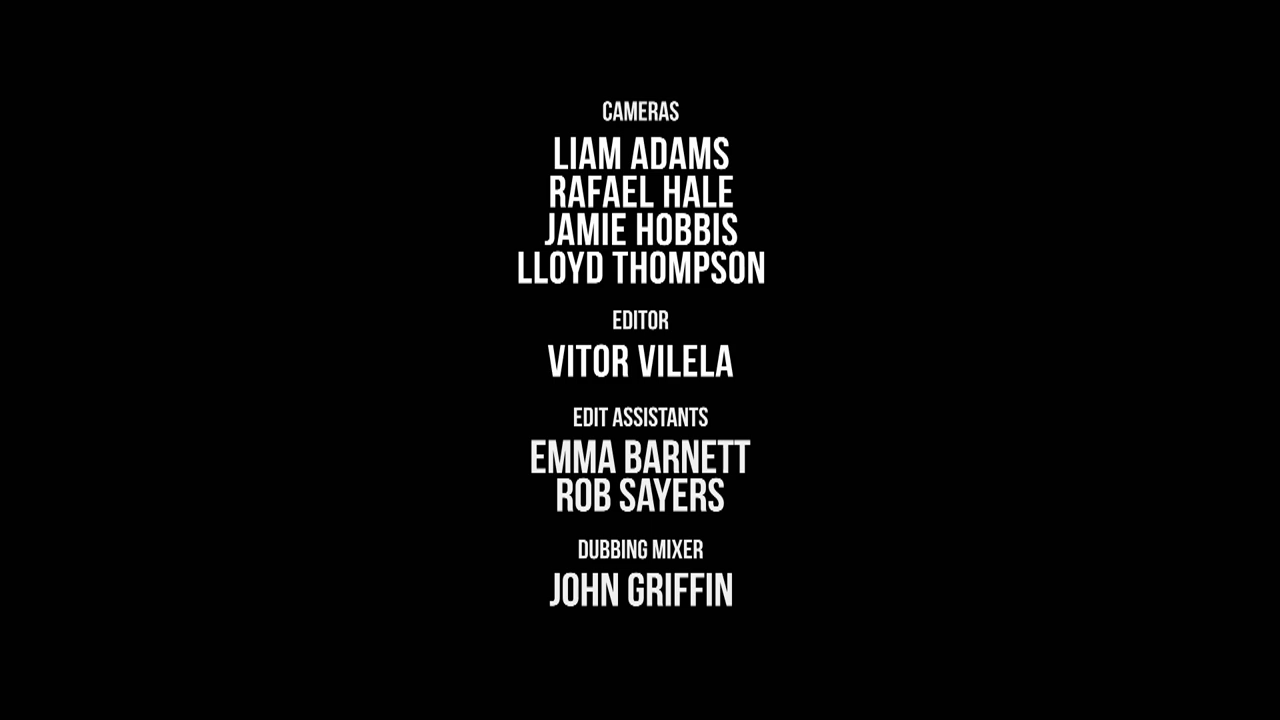 CAMERAS
LIAM ADAMS
RAFAEL HALE
JAMIE HOBBIS
LLOYD THOMPSON
EDITOR
VITOR VILELA
EDIT ASSISTANTS
EMMA BARNETT
ROB SAYERS
DUBBING MIXER
JOHN GRIFFIN